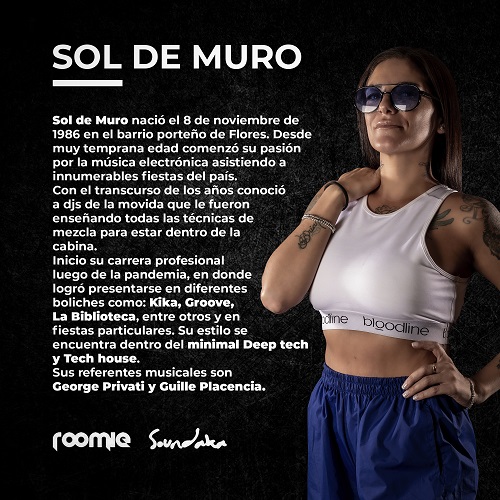 SOL DE MURO
Sol de Muro nació el 8 de noviembre de
1986 en el barrio porteño de Flores. Desde
muy temprana edad comenzó su pasión
por la música electrónica asistiendo a
innumerables fiestas del país.
Con el transcurso de los años conoció
a djs de la movida que le fueron
enseñando todas las técnicas de
mezcla para estar dentro de la
cabina.
Inicio su carrera profesional
luego de la pandemia, en donde
logró presentarse en diferentes
boliches como: Kika, Groove,
La Biblioteca, entre otros y en
fiestas particulares. Su estilo se
encuentra dentro del minimal Deep tech
y Tech house.
Sus referentes musicales son
George Privati y Guille Placencia.
dline bloodline
roomie Soundaka